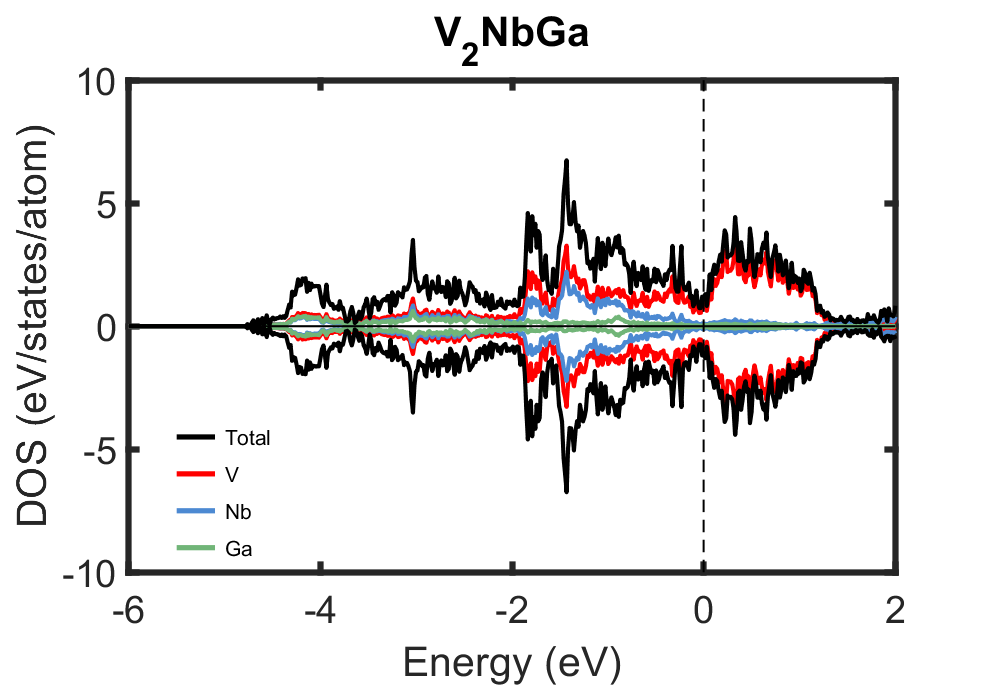 V₂NbGa
DOS (eV/states/atom)
10
5
0
-5
-10
Total
V
Nb
Ga
-6 -4 -2 0 2
Energy (eV)